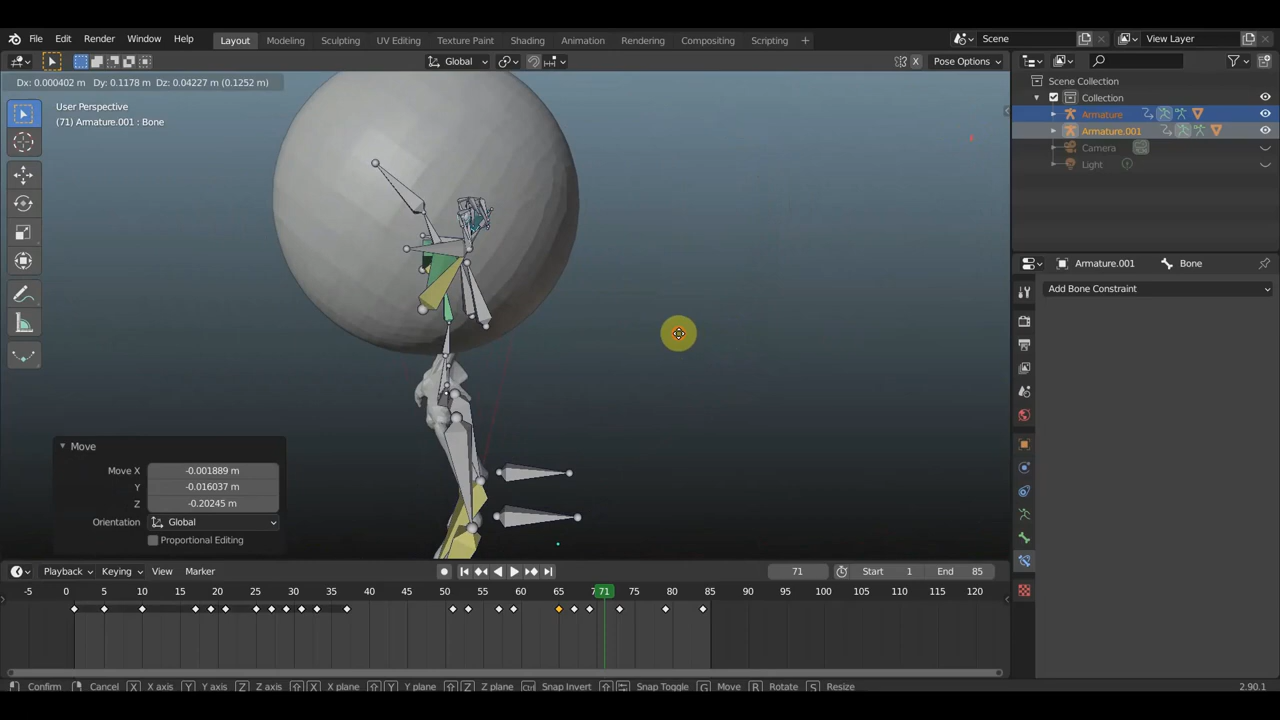 File Edit Render Window Help Layout Modeling Sculpting UV Editing Texture Paint Shading Animation Rendering Compositing Scripting + Scene View Layer
Global X Pose Options
Dx: 0.000402 m Dy: 0.1178 m Dz: 0.04227 m (0.1252 m)
User Perspective
(71) Armature.001 : Bone
Scene Collection
Collection
Armature
Armature.001
Camera
Light
Armature.001 Bone
Add Bone Constraint
Move
Move X -0.001889 m
Y -0.016037 m
Z -0.20245 m
Orientation Global
Proportional Editing
Playback Keying View Marker 71 Start 1 End 85
-5 0 5 10 15 20 25 30 35 40 45 50 55 60 65 7 71 75 80 85 90 95 100 105 110 115 120
Confirm Cancel X X axis Y Y axis Z Z axis X X plane Y Y plane Z Z plane Ctrl Snap Invert Snap Toggle G Move R Rotate S Resize 2.90.1